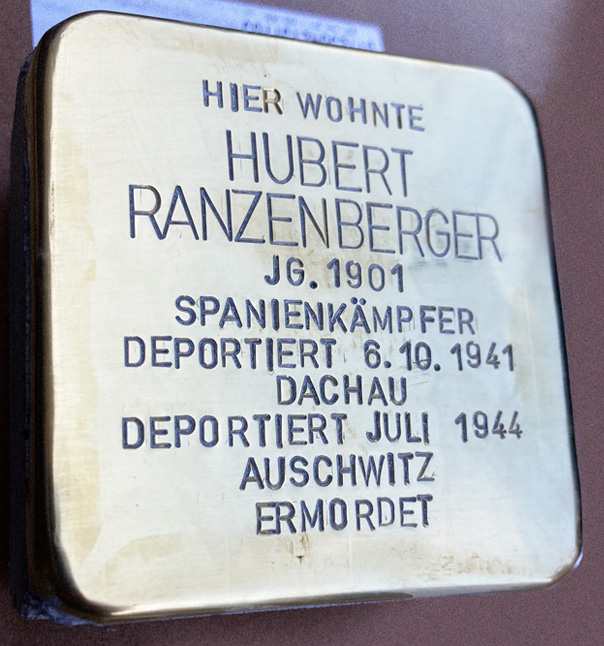 HIER WOHNTE
HUBERT
RANZENBERGER
JG. 1901
SPANIENKÄMPFER
DEPORTIERT 6.10.1941
DACHAU
DEPORTIERT JULI 1944
AUSCHWITZ
ERMORDET